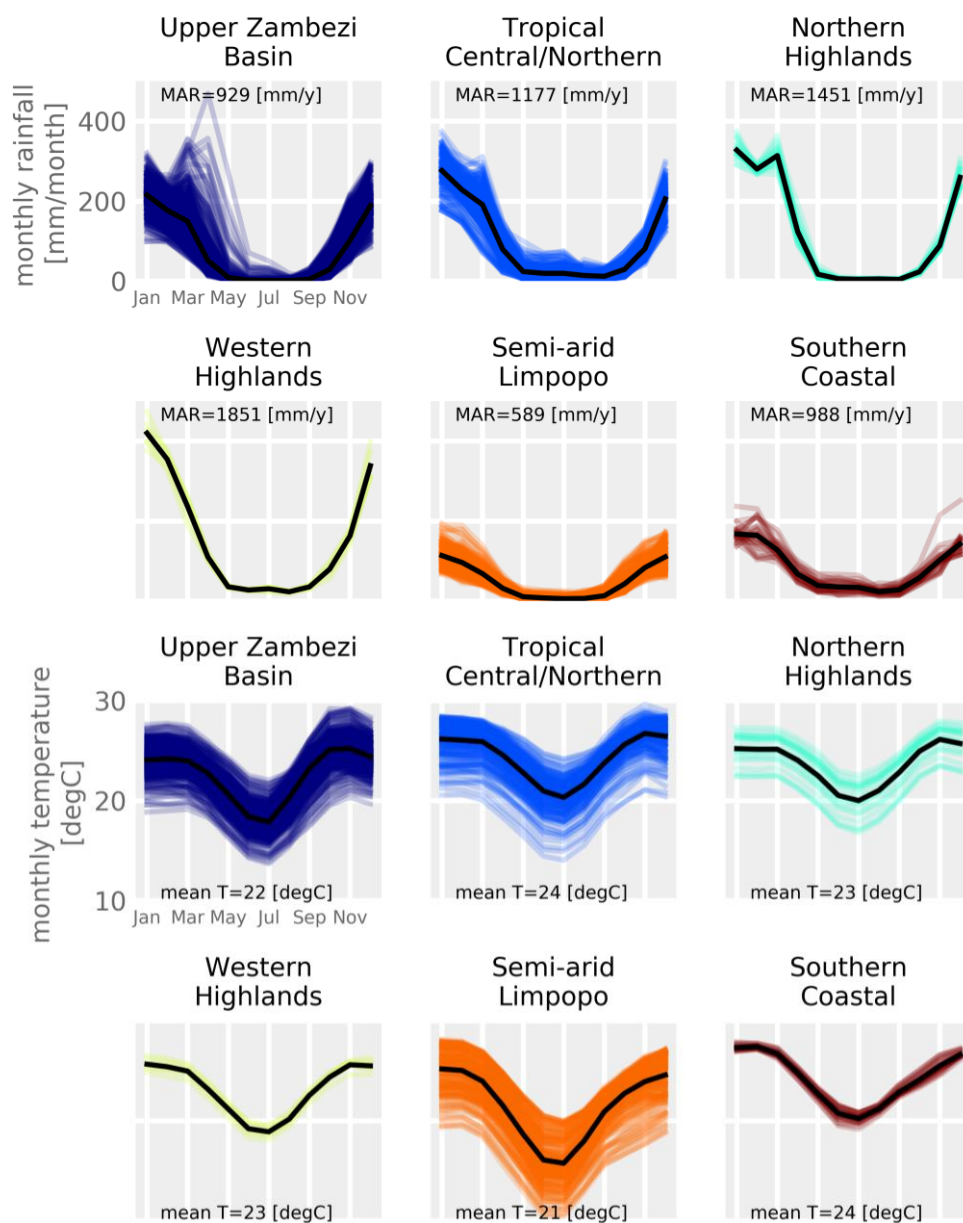 Upper Zambezi
Basin
Tropical
Central/Northern
Northern
Highlands
monthly rainfall
[mm/month]
400
200
0
MAR=929 [mm/y]
MAR=1177 [mm/y]
MAR=1451 [mm/y]
Jan Mar May Jul Sep Nov
Western
Highlands
Semi-arid
Limpopo
Southern
Coastal
MAR=1851 [mm/y]
MAR=589 [mm/y]
MAR=988 [mm/y]
Upper Zambezi
Basin
Tropical
Central/Northern
Northern
Highlands
monthly temperature
[degC]
30
20
10
mean T=22 [degC]
mean T=24 [degC]
mean T=23 [degC]
Jan Mar May Jul Sep Nov
Western
Highlands
Semi-arid
Limpopo
Southern
Coastal
mean T=23 [degC]
mean T=21 [degC]
mean T=24 [degC]